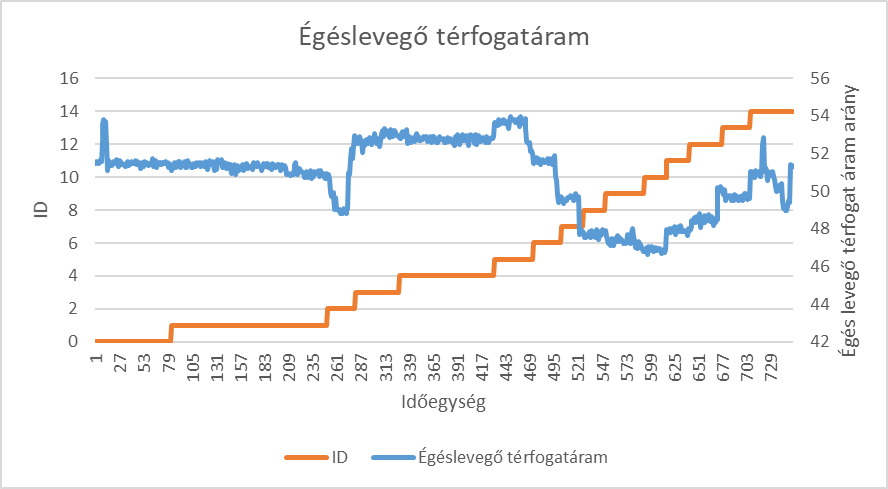 Égéslevegő térfogatáram
16
14
12
10
8
6
4
2
0
ID
56
54
52
50
48
46
44
42
Égés levegő térfogat áram arány
1 27 53 79 105 131 157 183 209 235 261 287 313 339 365 391 417 443 469 495 521 547 573 599 625 651 677 703 729
Időegység
ID Égéslevegő térfogatáram